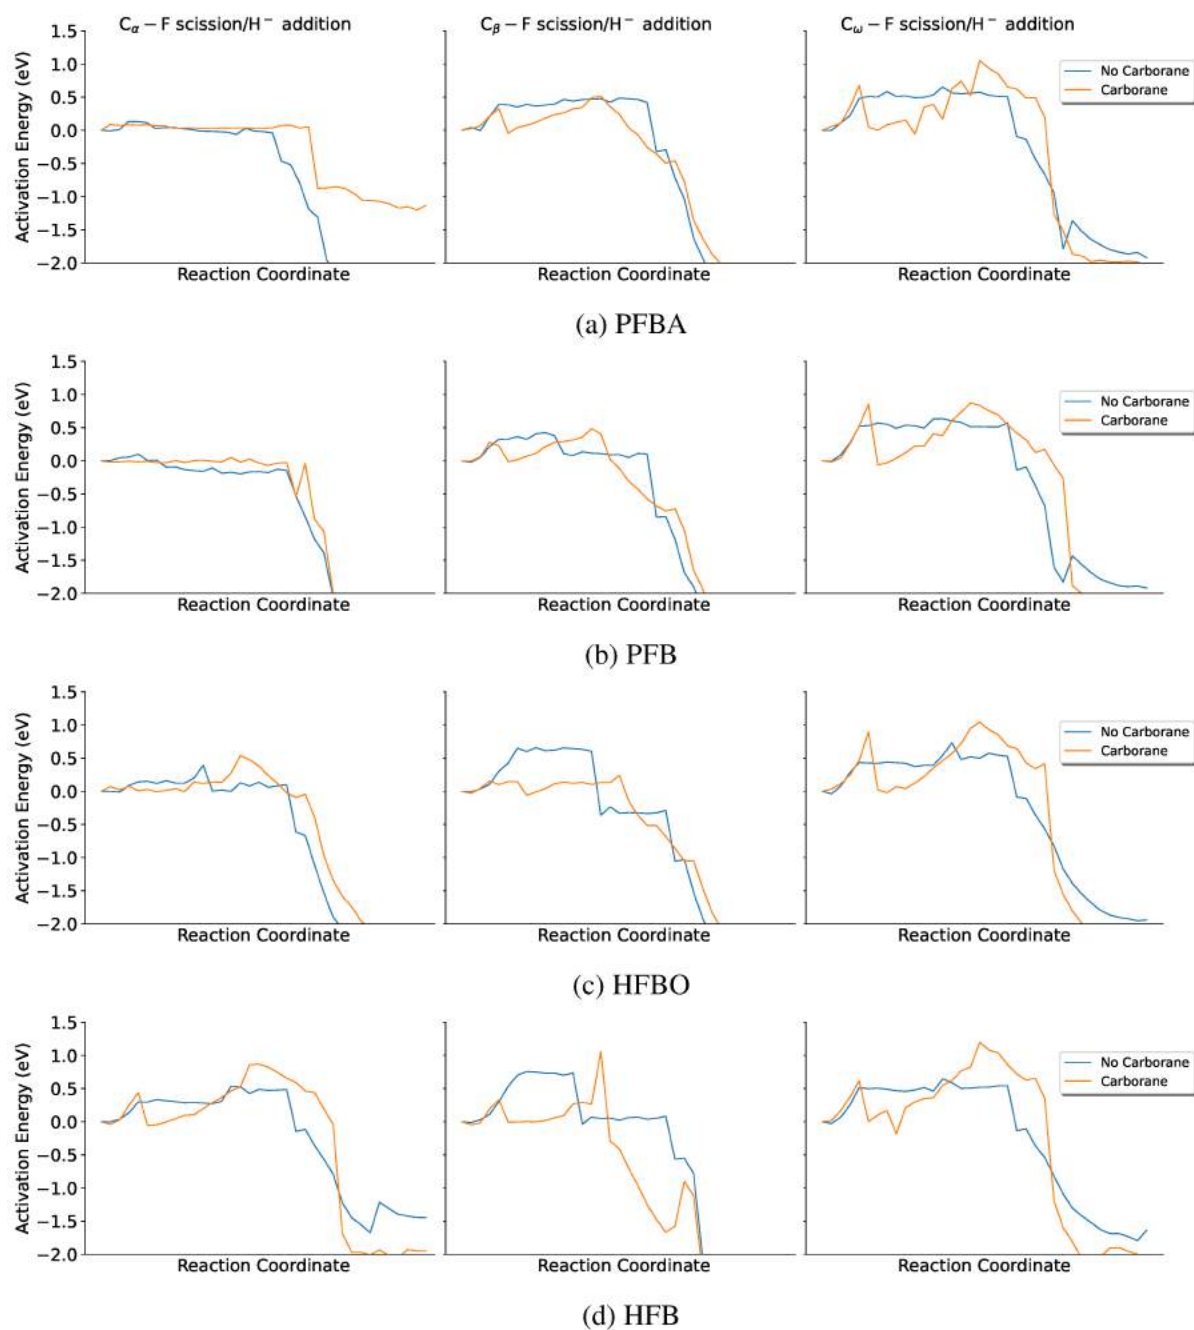 Cα − F scission/H⁻ addition
Cβ − F scission/H⁻ addition
Cω − F scission/H⁻ addition
Activation Energy (eV)
1.5
1.0
0.5
0.0
−0.5
−1.0
−1.5
−2.0
No Carborane
Carborane
Reaction Coordinate
Reaction Coordinate
Reaction Coordinate
(a) PFBA
Activation Energy (eV)
1.5
1.0
0.5
0.0
−0.5
−1.0
−1.5
−2.0
No Carborane
Carborane
Reaction Coordinate
Reaction Coordinate
Reaction Coordinate
(b) PFB
Activation Energy (eV)
1.5
1.0
0.5
0.0
−0.5
−1.0
−1.5
−2.0
No Carborane
Carborane
Reaction Coordinate
Reaction Coordinate
Reaction Coordinate
(c) HFBO
Activation Energy (eV)
1.5
1.0
0.5
0.0
−0.5
−1.0
−1.5
−2.0
No Carborane
Carborane
Reaction Coordinate
Reaction Coordinate
Reaction Coordinate
(d) HFB